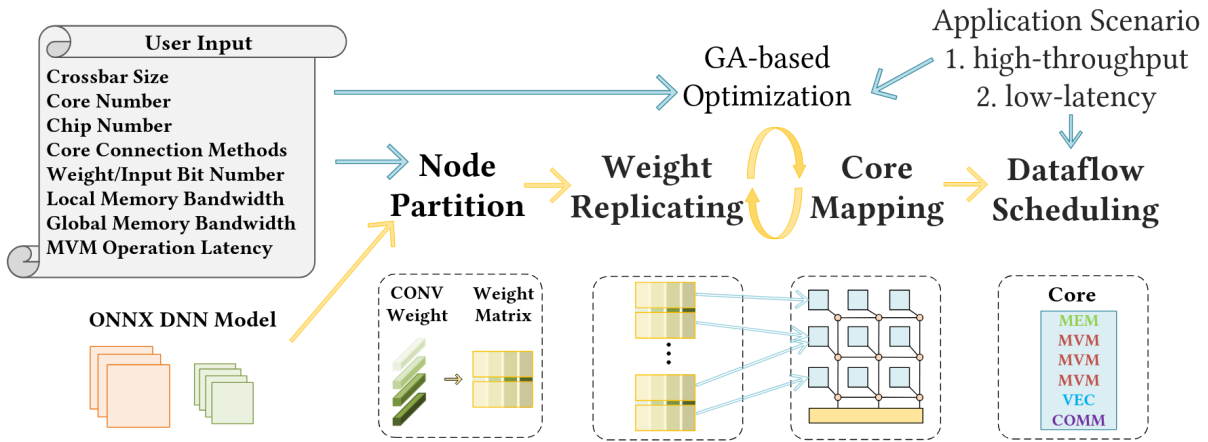 User Input
Crossbar Size
Core Number
Chip Number
Core Connection Methods
Weight/Input Bit Number
Local Memory Bandwidth
Global Memory Bandwidth
MVM Operation Latency
ONNX DNN Model
GA-based
Optimization
Application Scenario
1. high-throughput
2. low-latency
Node
Partition
Weight
Replicating
Core
Mapping
Dataflow
Scheduling
CONV
Weight
Weight
Matrix
Core
MEM
MVM
MVM
MVM
VEC
COMM